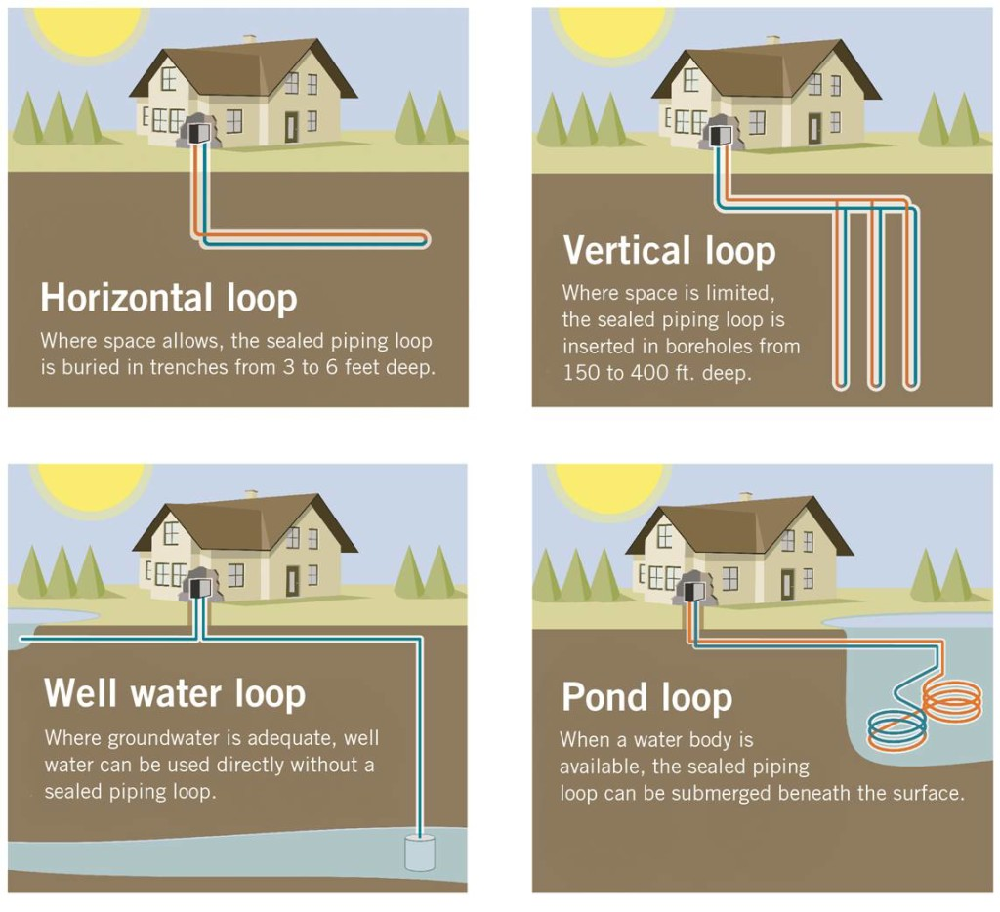 Horizontal loop
Where space allows, the sealed piping loop
is buried in trenches from 3 to 6 feet deep.
Vertical loop
Where space is limited,
the sealed piping loop is
inserted in boreholes from
150 to 400 ft. deep.
Well water loop
Where groundwater is adequate, well
water can be used directly without a
sealed piping loop.
Pond loop
When a water body is
available, the sealed piping
loop can be submerged beneath the surface.